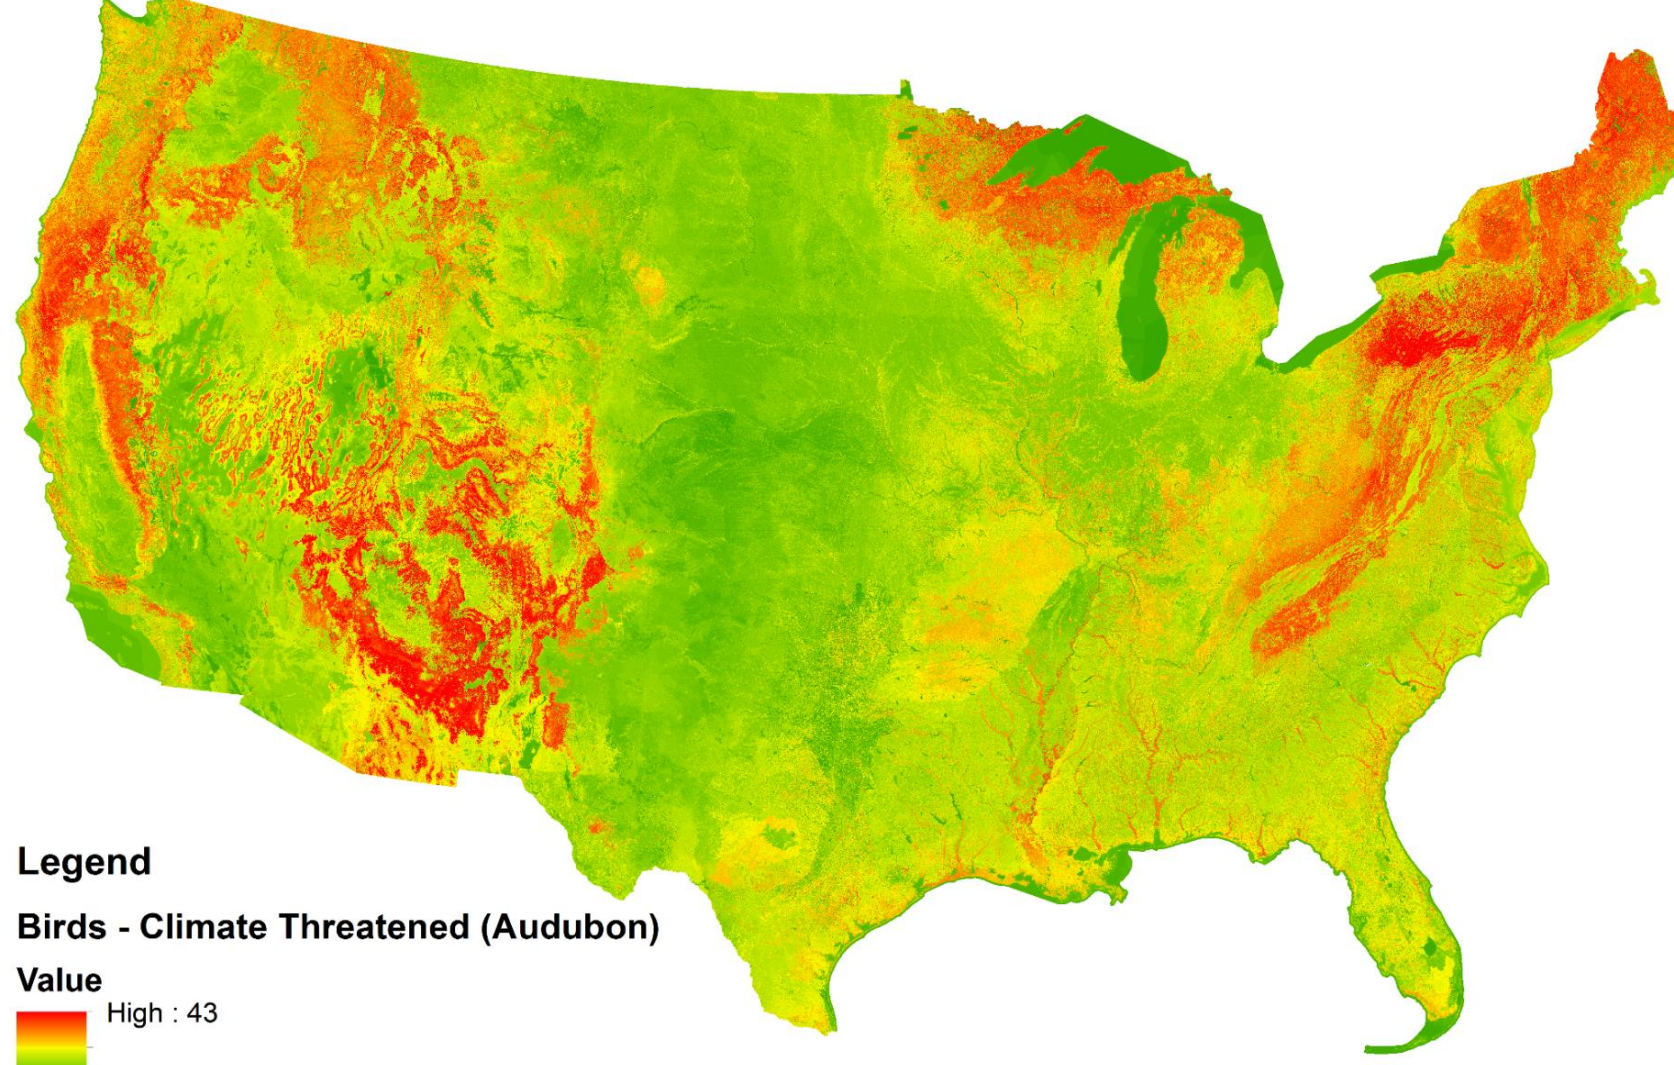 Legend
Birds - Climate Threatened (Audubon)
Value
High : 43